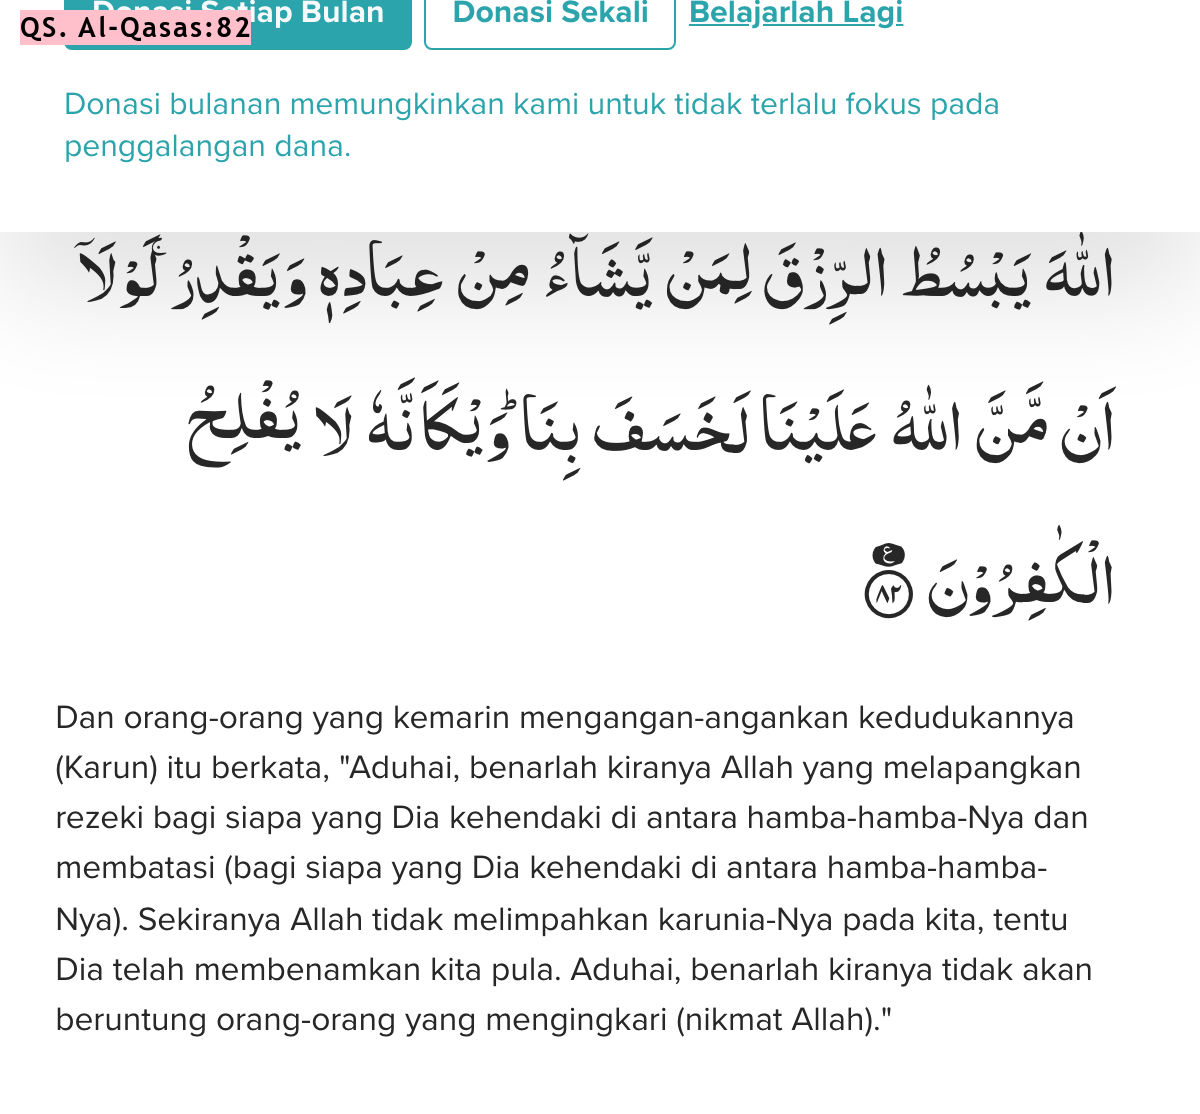 Donasi Setiap Bulan Donasi Sekali Belajarlah Lagi
QS. Al-Qasas:82
Donasi bulanan memungkinkan kami untuk tidak terlalu fokus pada
penggalangan dana.
اللّٰهَ يَبْسُطُ الرِّزْقَ لِمَنْ يَّشَاۤءُ مِنْ عِبَادِهٖ وَيَقْدِرُ ۚلَوْلَآ
اَنْ مَّنَّ اللّٰهُ عَلَيْنَا لَخَسَفَ بِنَا ۗوَيْكَاَنَّهٗ لَا يُفْلِحُ
الْكٰفِرُوْنَ ࣖ ٨٢
Dan orang-orang yang kemarin mengangan-angankan kedudukannya
(Karun) itu berkata, "Aduhai, benarlah kiranya Allah yang melapangkan
rezeki bagi siapa yang Dia kehendaki di antara hamba-hamba-Nya dan
membatasi (bagi siapa yang Dia kehendaki di antara hamba-hamba-
Nya). Sekiranya Allah tidak melimpahkan karunia-Nya pada kita, tentu
Dia telah membenamkan kita pula. Aduhai, benarlah kiranya tidak akan
beruntung orang-orang yang mengingkari (nikmat Allah)."